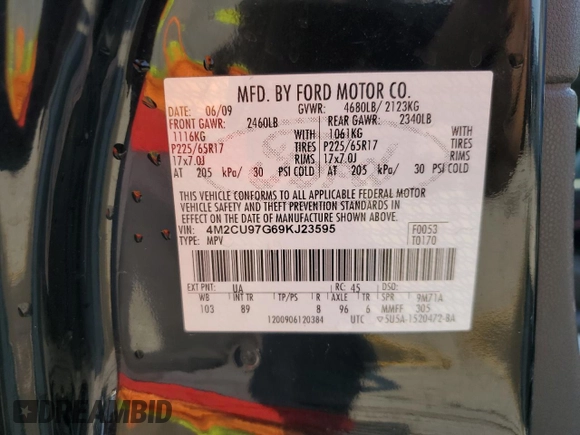 MFD. BY FORD MOTOR CO.
DATE: 06/09 GVWR: 4680LB/ 2123KG
FRONT GAWR: 2460LB REAR GAWR: 2340LB
1116KG WITH 1061KG WITH
P225/65R17 TIRES P225/65R17 TIRES
17x7.0J RIMS 17x7.0J RIMS
AT 205 kPa/ 30 PSI COLD AT 205 kPa/ 30 PSI COLD
THIS VEHICLE CONFORMS TO ALL APPLICABLE FEDERAL MOTOR
VEHICLE SAFETY AND THEFT PREVENTION STANDARDS IN
EFFECT ON THE DATE OF MANUFACTURE SHOWN ABOVE.
VIN: 4M2CU97G69KJ23595 F0053
TYPE: MPV T0170
EXT PNT: UA RC: 45 DSO:
WB INT TR TP/PS R AXLE TR SPR 9M71A
103 89 8 96 6 MMFF 305
1200906120384 UTC ▽5U5A-1520472-BA
Ford
DREAMBID